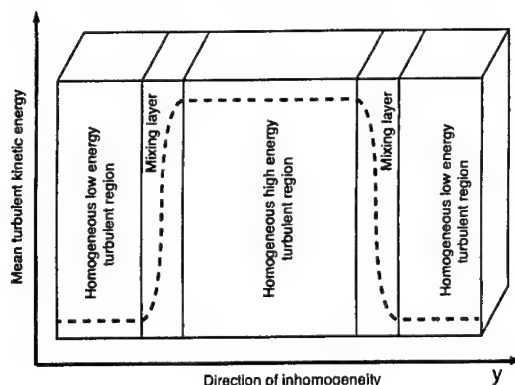 Mean turbulent kinetic energy
Homogeneous low energy
turbulent region
Mixing layer
Homogeneous high energy
turbulent region
Mixing layer
Homogeneous low energy
turbulent region
Direction of inhomogeneity
y